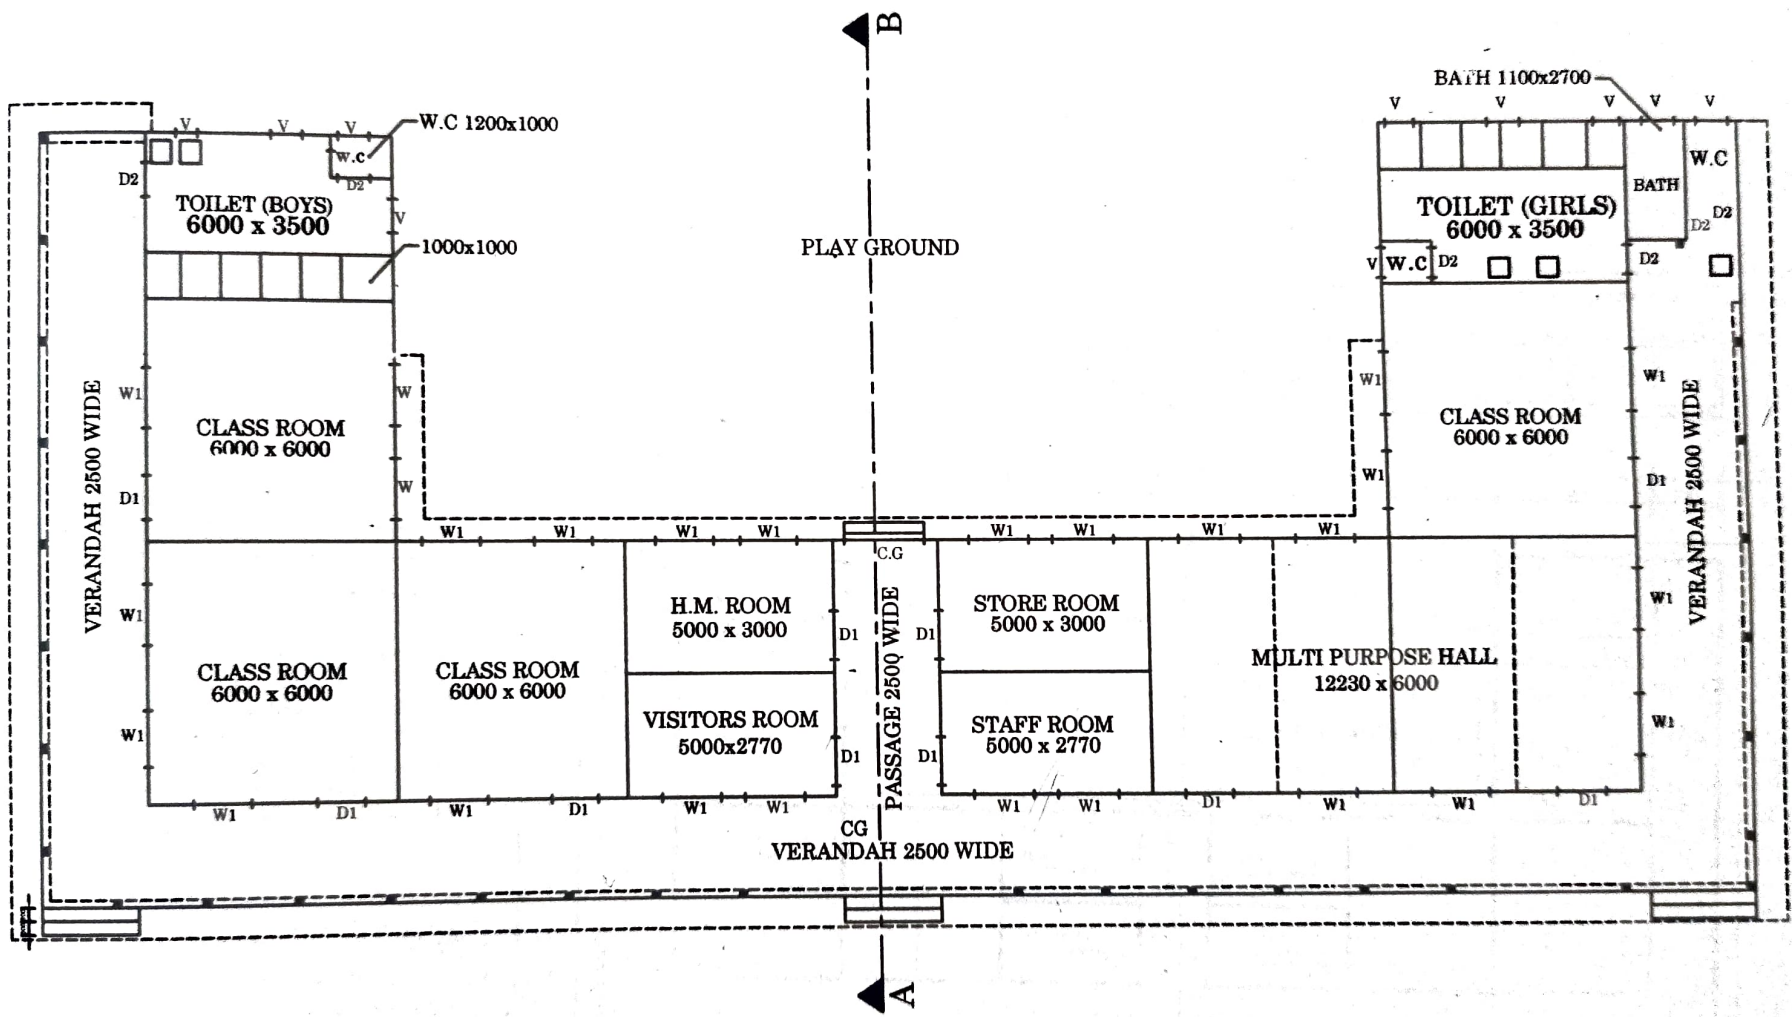 B
BATH 1100x2700
V V V V V
V V V
W.C 1200x1000
W.C
D2
D2
TOILET (BOYS)
6000 x 3500
V
1000x1000
PLAY GROUND
W.C
BATH
TOILET (GIRLS)
6000 x 3500
D2
D2
V
W.C
D2
D2
VERANDAH 2500 WIDE
W1
W
CLASS ROOM
6000 x 6000
W
D1
W1
W1
CLASS ROOM
6000 x 6000
W1
D1
VERANDAH 2500 WIDE
W1 W1 W1 W1
W1 W1 W1 W1
C.G
W1
W1
CLASS ROOM
6000 x 6000
CLASS ROOM
6000 x 6000
H.M. ROOM
5000 x 3000
VISITORS ROOM
5000x2770
D1
D1
PASSAGE 2500 WIDE
D1
D1
STORE ROOM
5000 x 3000
STAFF ROOM
5000 x 2770
MULTI PURPOSE HALL
12230 x 6000
W1
W1
W1 D1 W1 D1 W1 W1
W1 W1 D1 W1 W1 D1
CG
VERANDAH 2500 WIDE
A